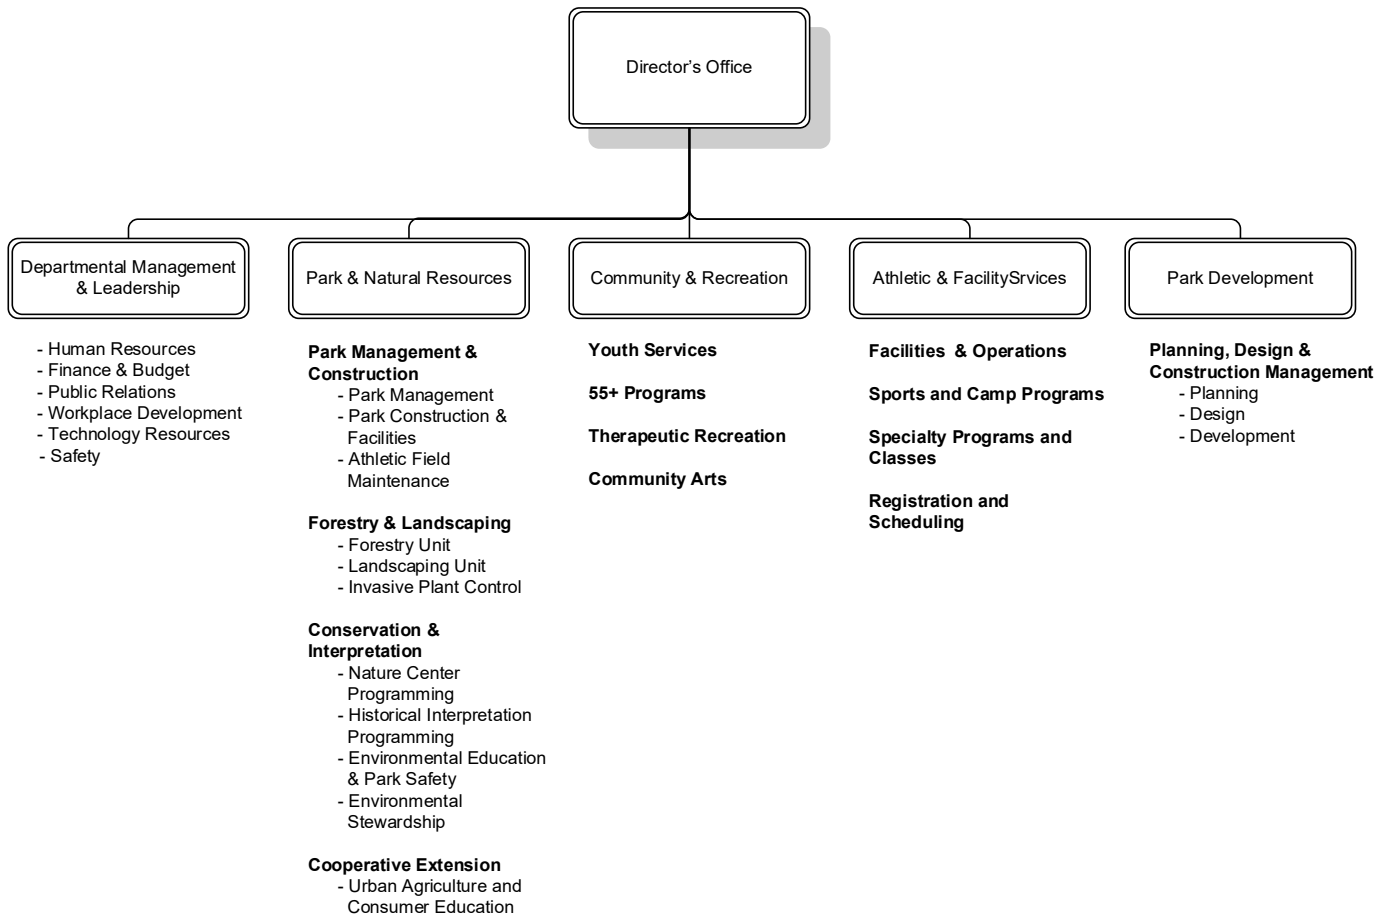 Director’s Office
Departmental Management
& Leadership
- Human Resources
- Finance & Budget
- Public Relations
- Workplace Development
- Technology Resources
- Safety
Park & Natural Resources
Park Management &
Construction
- Park Management
- Park Construction &
Facilities
- Athletic Field
Maintenance
Forestry & Landscaping
- Forestry Unit
- Landscaping Unit
- Invasive Plant Control
Conservation &
Interpretation
- Nature Center
Programming
- Historical Interpretation
Programming
- Environmental Education
& Park Safety
- Environmental
Stewardship
Cooperative Extension
- Urban Agriculture and
Consumer Education
Community & Recreation
Youth Services
55+ Programs
Therapeutic Recreation
Community Arts
Athletic & FacilitySrvices
Facilities  & Operations
Sports and Camp Programs
Specialty Programs and
Classes
Registration and
Scheduling
Park Development
Planning, Design &
Construction Management
- Planning
- Design
- Development